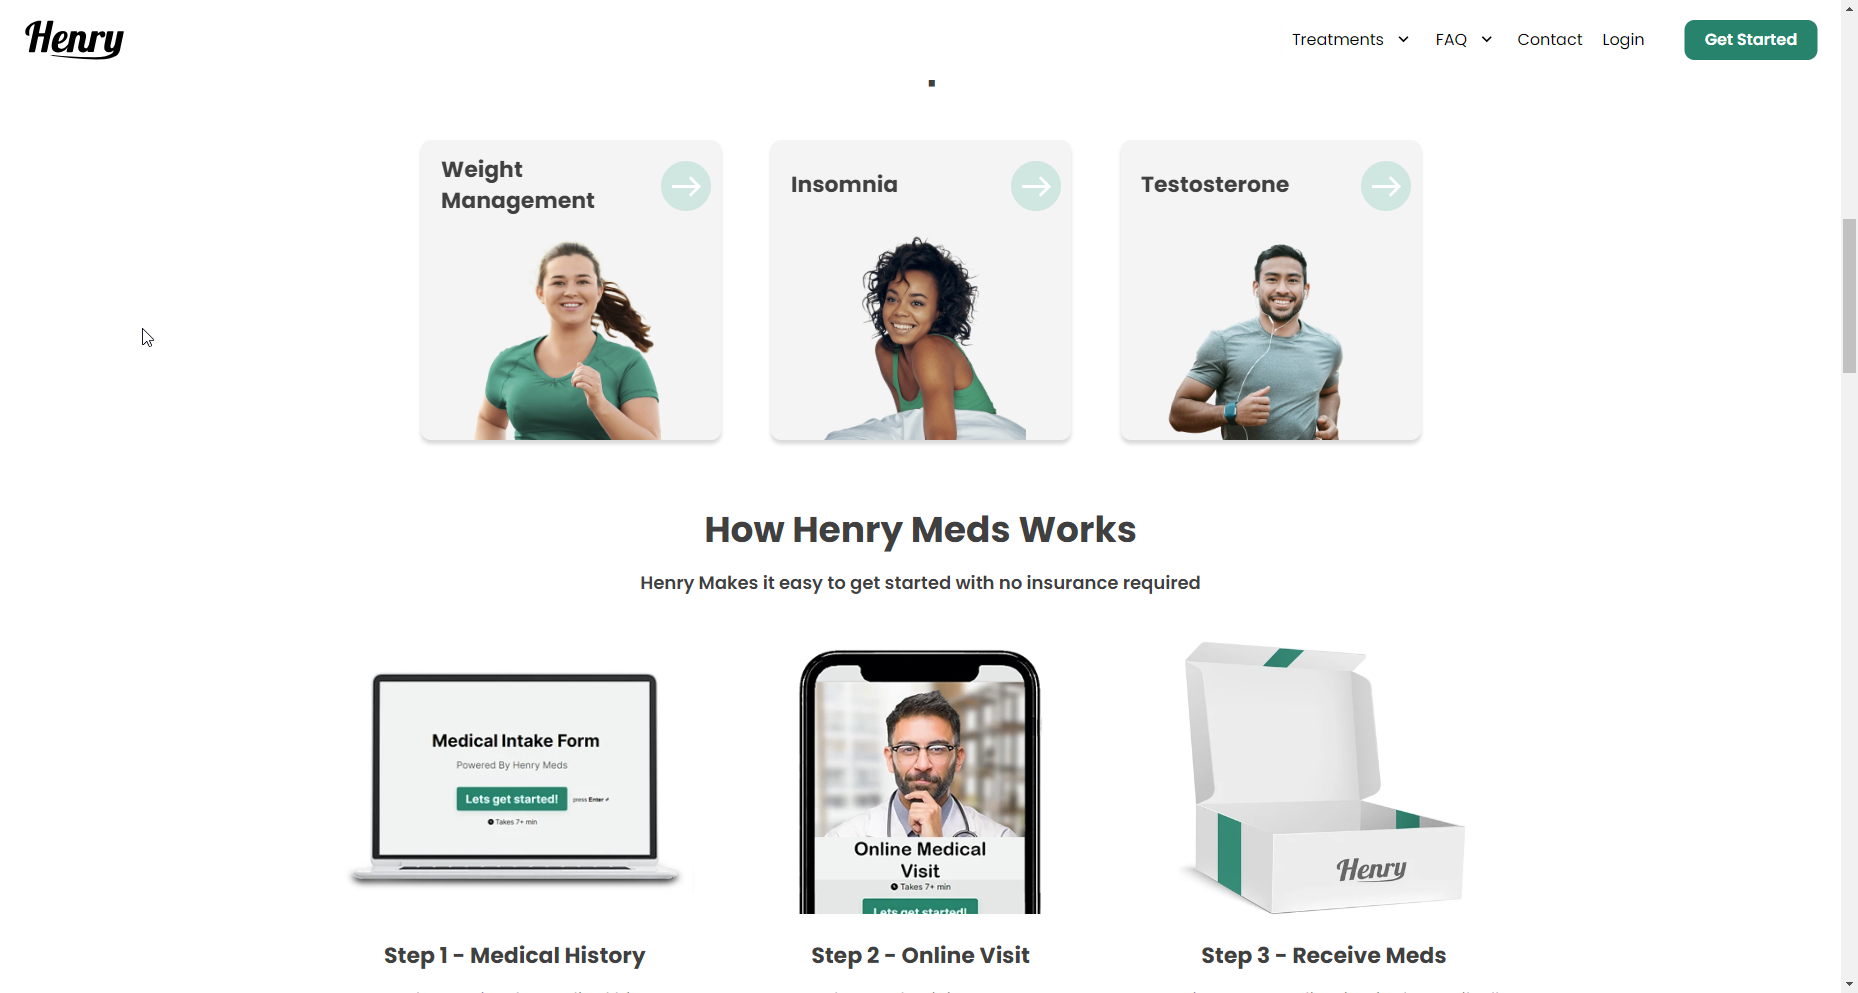 Henry
Treatments
FAQ
Contact
Login
Get Started
Weight
Management
Insomnia
Testosterone
How Henry Meds Works
Henry Makes it easy to get started with no insurance required
Medical Intake Form
Powered By Henry Meds
Lets get started!
press Enter
Takes 7+ min
Online Medical
Visit
Takes 7+ min
Lets get started!
Henry
Step 1 - Medical History
Step 2 - Online Visit
Step 3 - Receive Meds